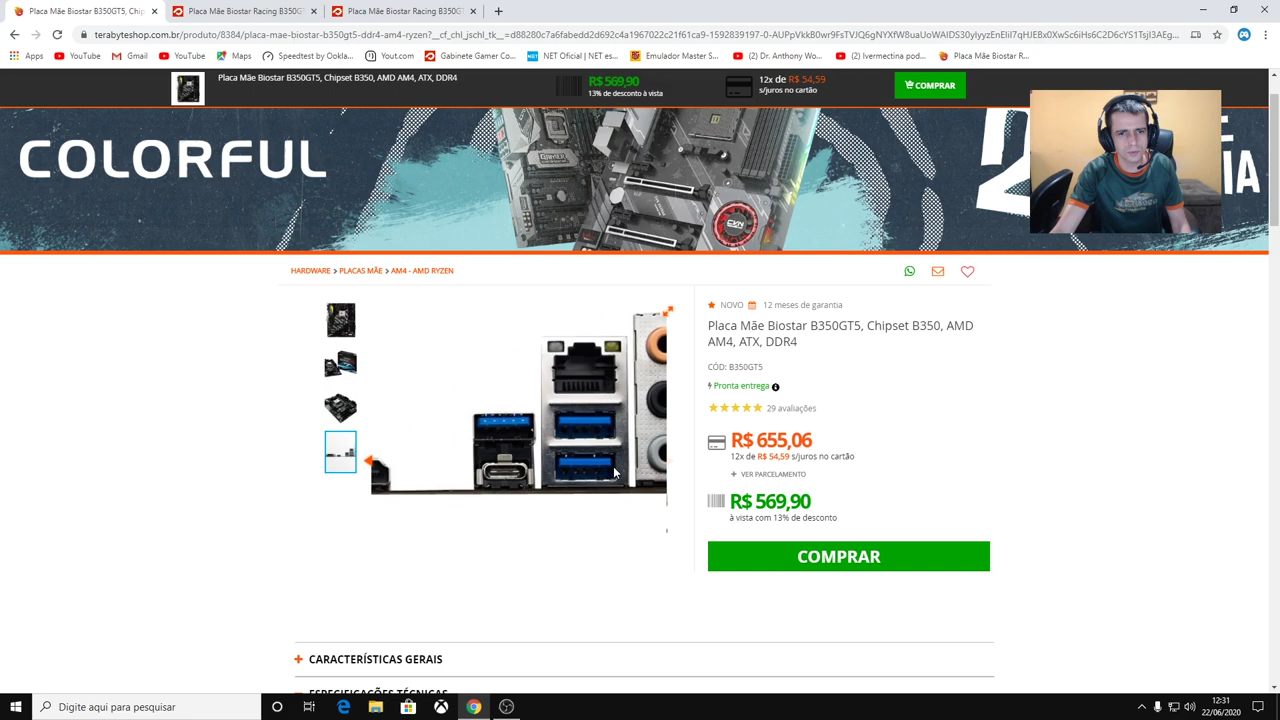 Placa Mãe Biostar B350GT5, Chip
Placa Mãe Biostar Racing B350GT
Placa Mãe Biostar Racing B350GT
terabyteshop.com.br/produto/8384/placa-mae-biostar-b350gt5-ddr4-amd-ryzen?__cf_chl_jschl_tk__=
Apps
YouTube
Gmail
YouTube
Maps
Speedtest by Ookla...
Yout.com
Gabinete Gamer Co...
NET Oficial | NET es...
Emulador Master S...
(2) Dr. Anthony Wo...
(2) Ivermectina pod...
Placa Mãe Biostar R...
Placa Mãe Biostar B350GT5, Chipset B350, AMD AM4, ATX, DDR4
R$ 569,90
13% de desconto à vista
12x de R$ 54,59
s/juros no cartão
COMPRAR
COLORFUL
CVN
HARDWARE
PLACAS MÃE
AM4 - AMD RYZEN
NOVO
12 meses de garantia
Placa Mãe Biostar B350GT5, Chipset B350, AMD
AM4, ATX, DDR4
CÓD: B350GT5
Pronta entrega
29 avaliações
R$ 655,06
12x de R$ 54,59 s/juros no cartão
+ VER PARCELAMENTO
R$ 569,90
à vista com 13% de desconto
COMPRAR
+ CARACTERÍSTICAS GERAIS
ESPECIFICAÇÕES TÉCNICAS
Digite aqui para pesquisar
12:31
22/06/2020